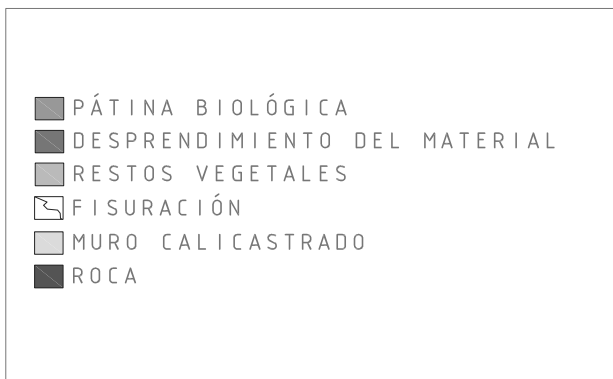 PÁTINA BIOLÓGICA
DESPRENDIMIENTO DEL MATERIAL
RESTOS VEGETALES
FISURACIÓN
MURO CALICASTRADO
ROCA